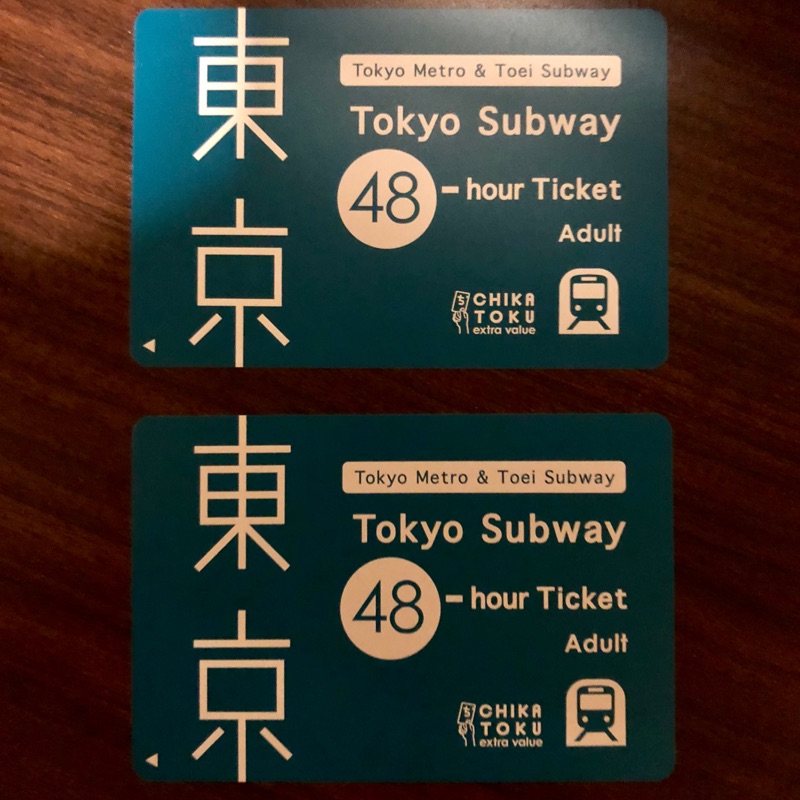 東京
Tokyo Metro & Toei Subway
Tokyo Subway
48-hour Ticket
Adult
CHIKA
TOKU
extra value
東京
Tokyo Metro & Toei Subway
Tokyo Subway
48-hour Ticket
Adult
CHIKA
TOKU
extra value